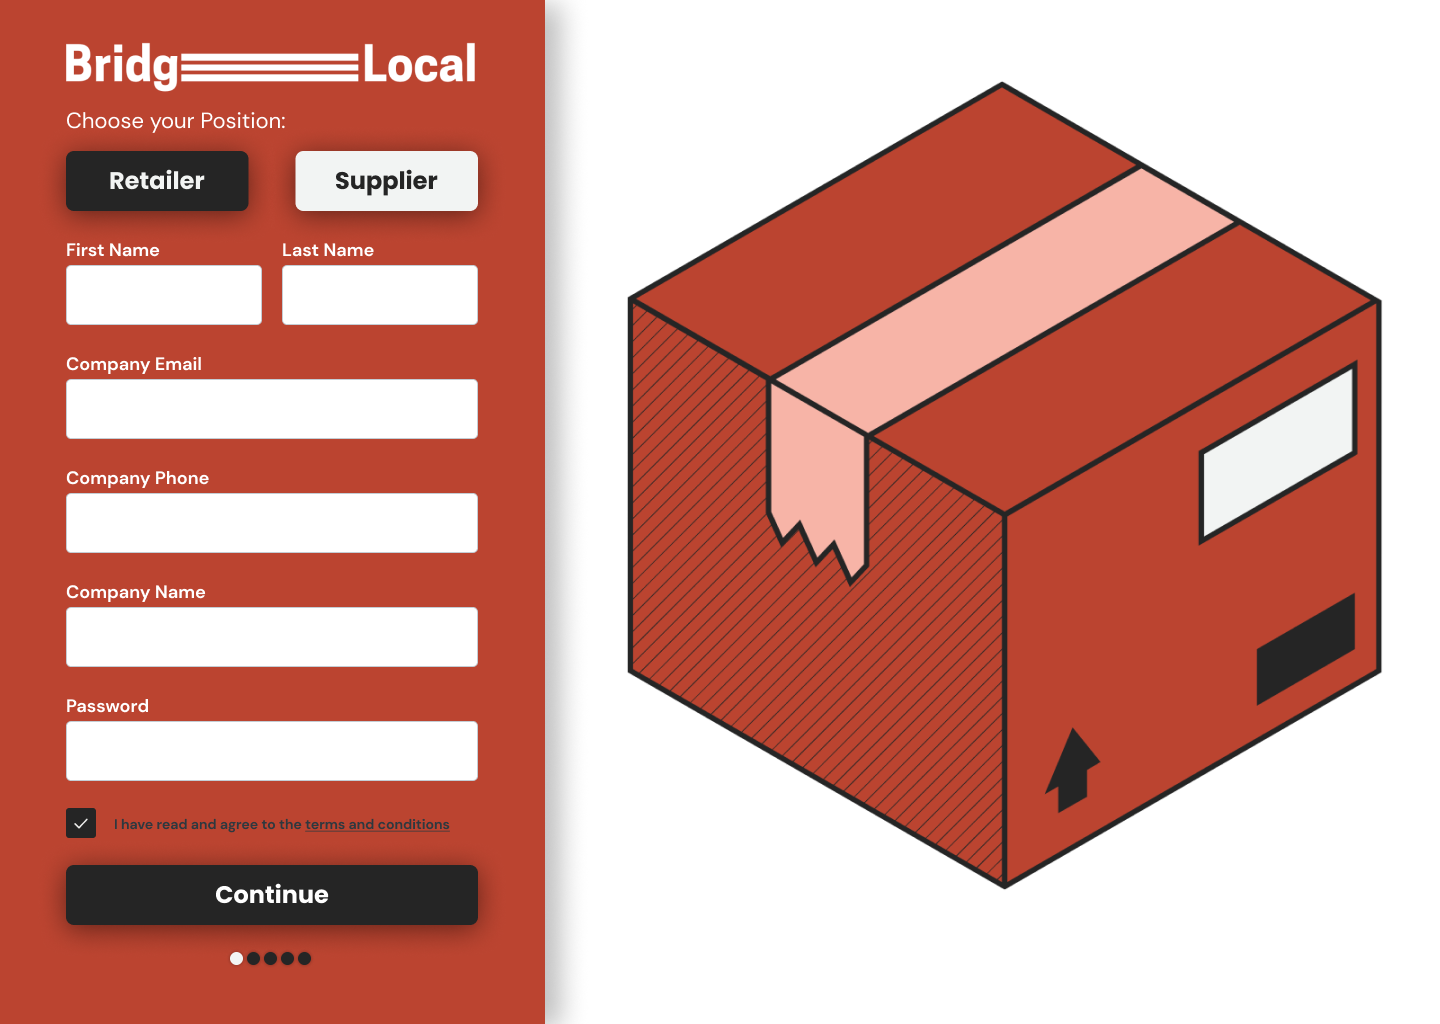 Bridg Local
Choose your Position:
Retailer Supplier
First Name Last Name
Company Email
Company Phone
Company Name
Password
I have read and agree to the terms and conditions
Continue